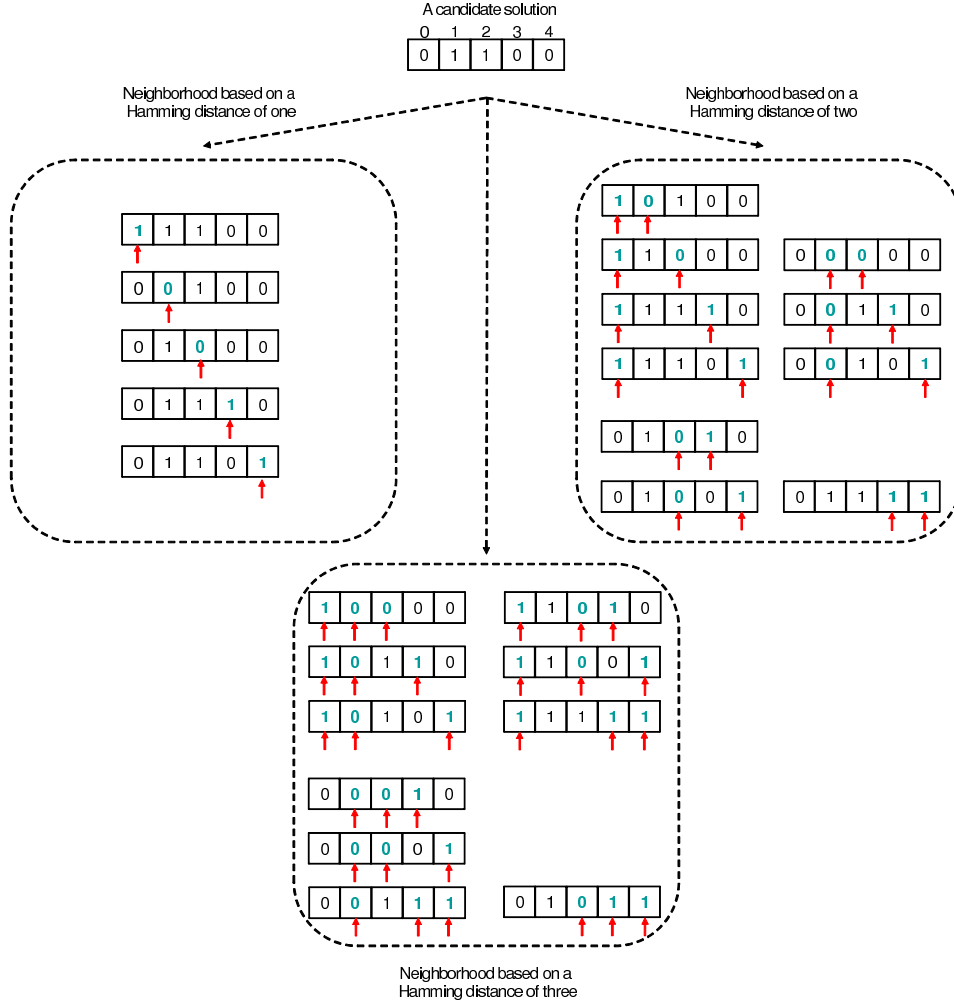 A candidate solution
0 1 2 3 4
0 1 1 0 0
Neighborhood based on a
Hamming distance of one
Neighborhood based on a
Hamming distance of two
1 1 1 0 0
0 0 1 0 0
0 1 0 0 0
0 1 1 1 0
0 1 1 0 1
1 0 1 0 0
1 1 0 0 0
0 0 0 0 0
1 1 1 1 0
0 0 1 1 0
1 1 1 0 1
0 0 1 0 1
0 1 0 1 0
0 1 0 0 1
0 1 1 1 1
1 0 0 0 0
1 1 0 1 0
1 0 1 1 0
1 1 0 0 1
1 0 1 0 1
1 1 1 1 1
0 0 0 1 0
0 0 0 0 1
0 0 1 1 1
0 1 0 1 1
Neighborhood based on a
Hamming distance of three